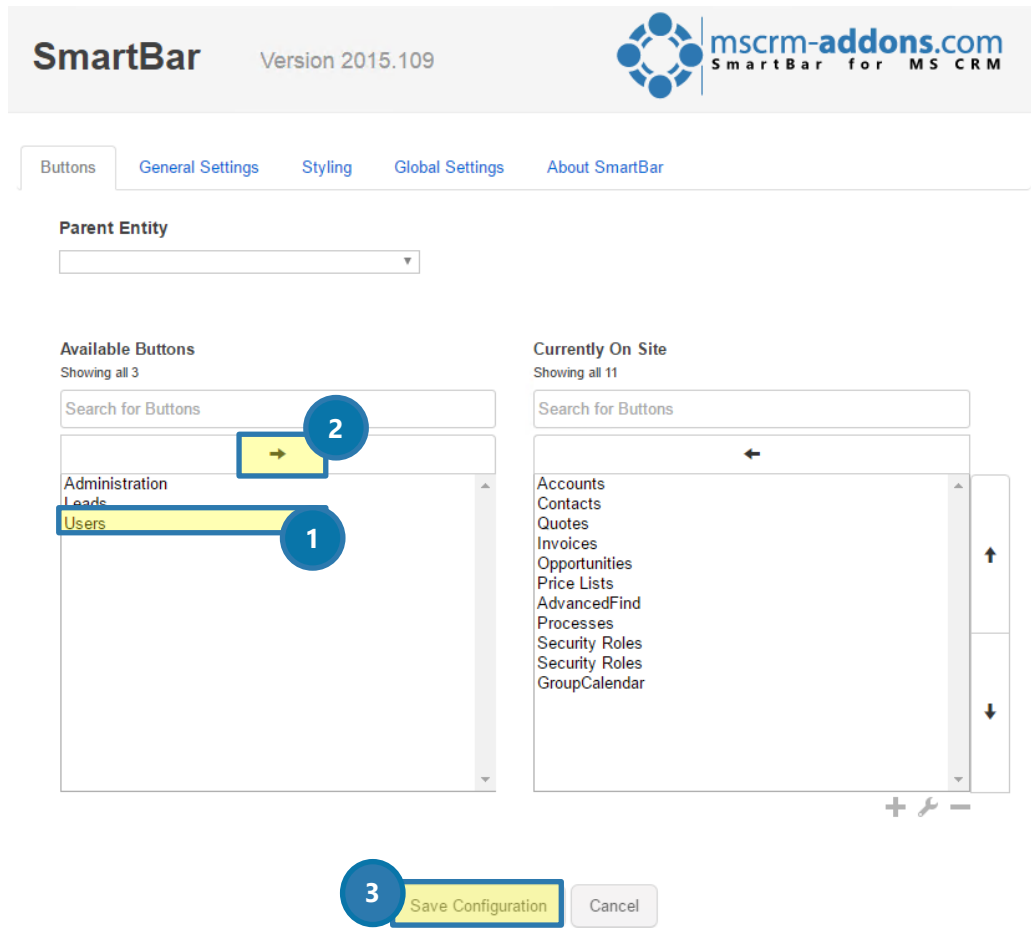 SmartBar
Version 2015.109
mscrm-addons.com
SmartBar for MS CRM
Buttons
General Settings
Styling
Global Settings
About SmartBar
Parent Entity
Available Buttons
Showing all 3
Search for Buttons
2
Administration
Leads
Users
1
Currently On Site
Showing all 11
Search for Buttons
Accounts
Contacts
Quotes
Invoices
Opportunities
Price Lists
AdvancedFind
Processes
Security Roles
Security Roles
GroupCalendar
3
Save Configuration
Cancel